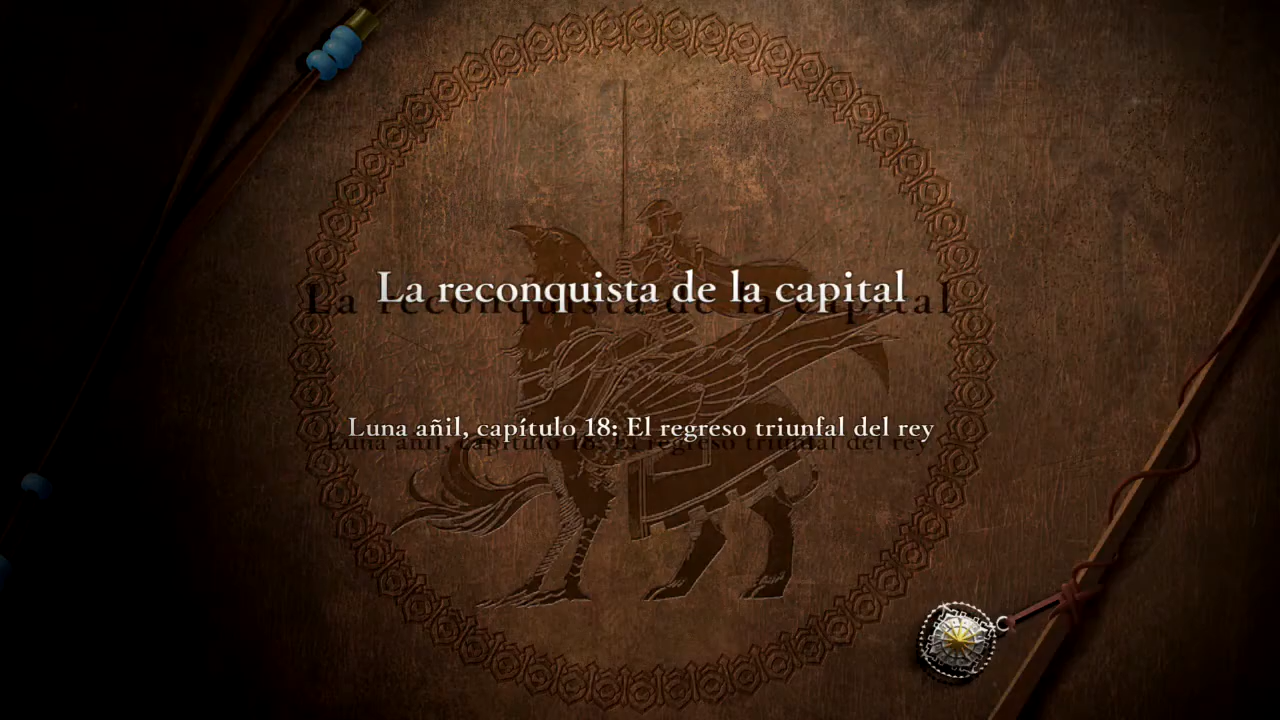 La reconquista de la capital
Luna añil, capítulo 18: El regreso triunfal del rey